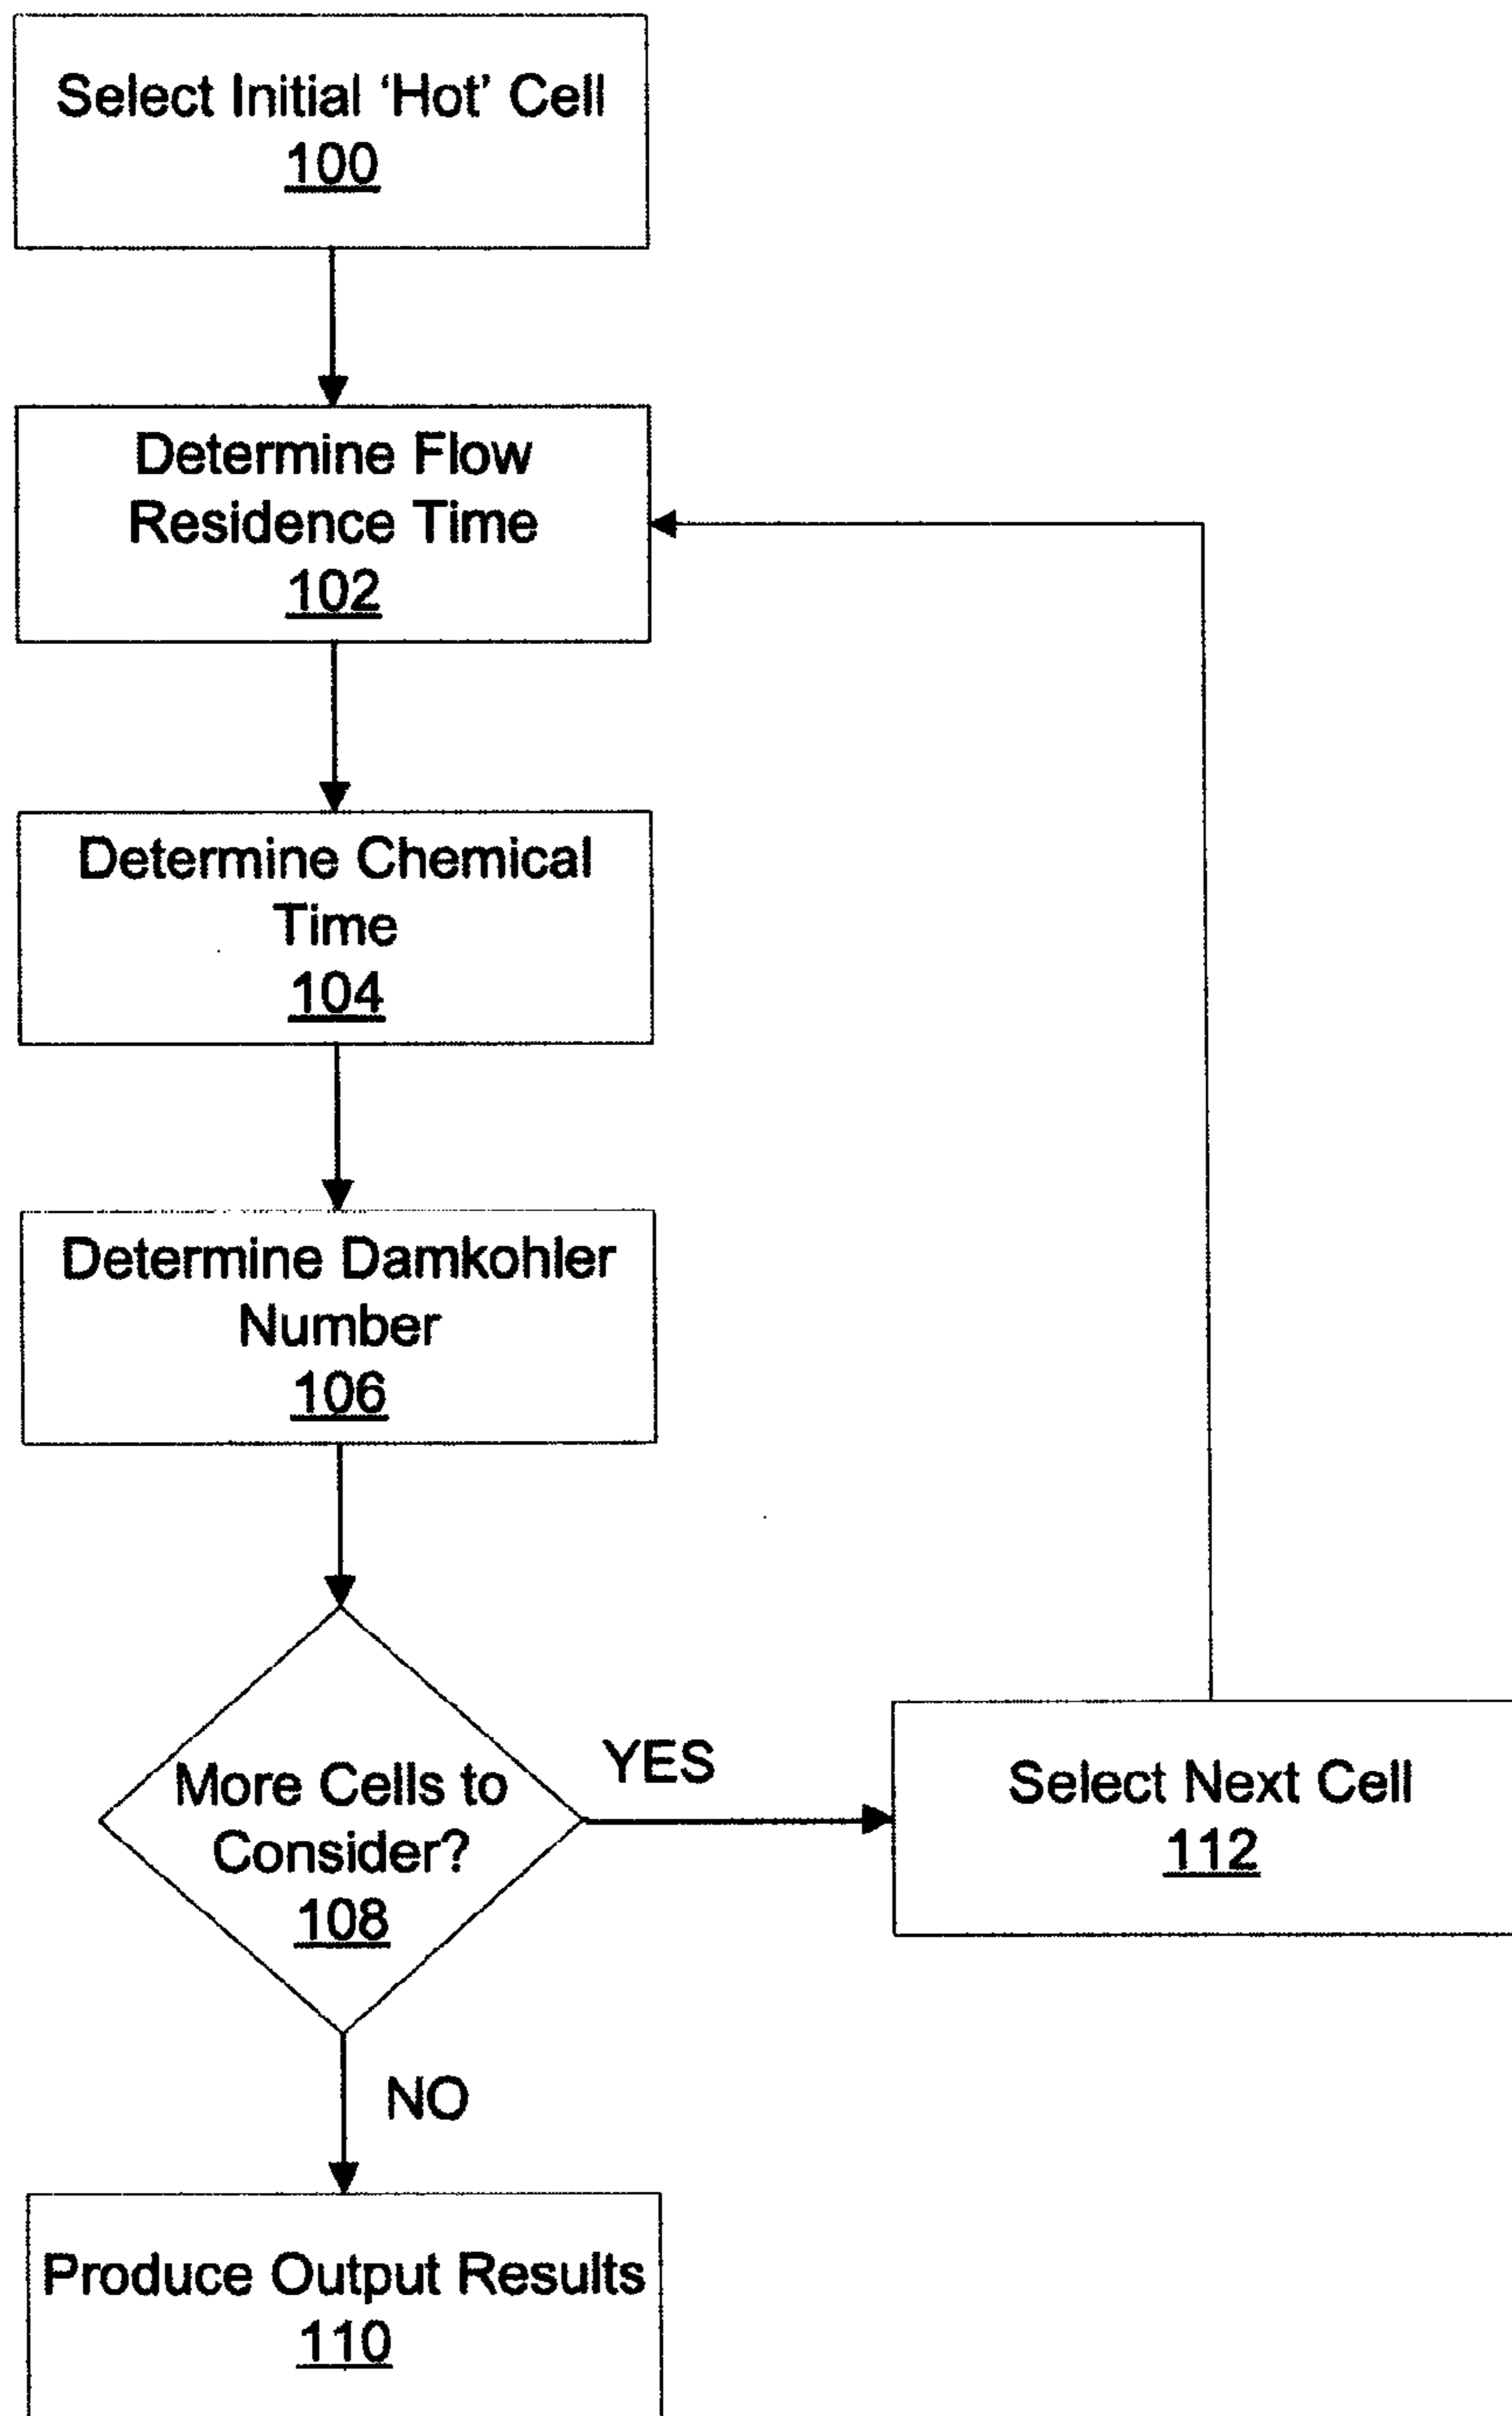 Select Initial ‘Hot’ Cell
100
Determine Flow
Residence Time
102
Determine Chemical
Time
104
Determine Damkohler
Number
106
More Cells to
Consider?
108
YES
Select Next Cell
112
NO
Produce Output Results
110